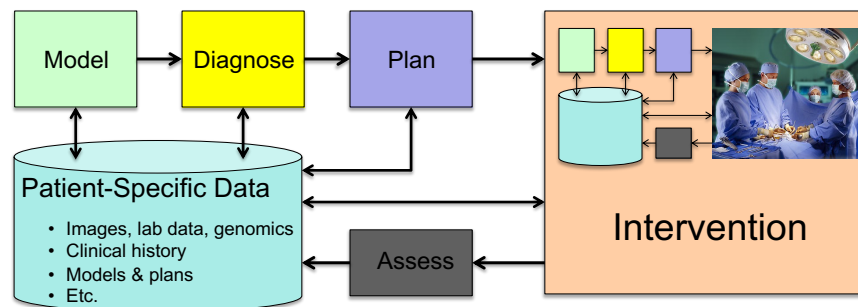 Model
Diagnose
Plan
Patient-Specific Data
• Images, lab data, genomics
• Clinical history
• Models & plans
• Etc.
Assess
Intervention